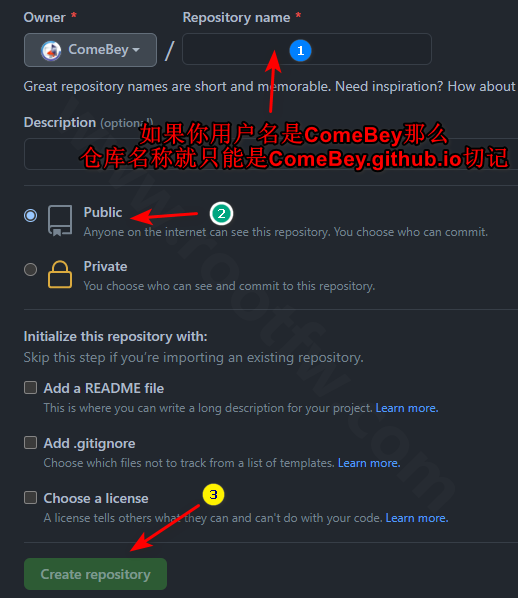 Owner *
Repository name *
ComeBey
/
1
Great repository names are short and memorable. Need inspiration? How about
Description (optional)
如果你用户名是ComeBey那么
仓库名称就只能是ComeBey.github.io切记
Public
2
Anyone on the internet can see this repository. You choose who can commit.
Private
You choose who can see and commit to this repository.
Initialize this repository with:
Skip this step if you're importing an existing repository.
Add a README file
This is where you can write a long description for your project. Learn more.
Add .gitignore
Choose which files not to track from a list of templates. Learn more.
Choose a license
3
A license tells others what they can and can't do with your code. Learn more.
Create repository
www.rootfw.com